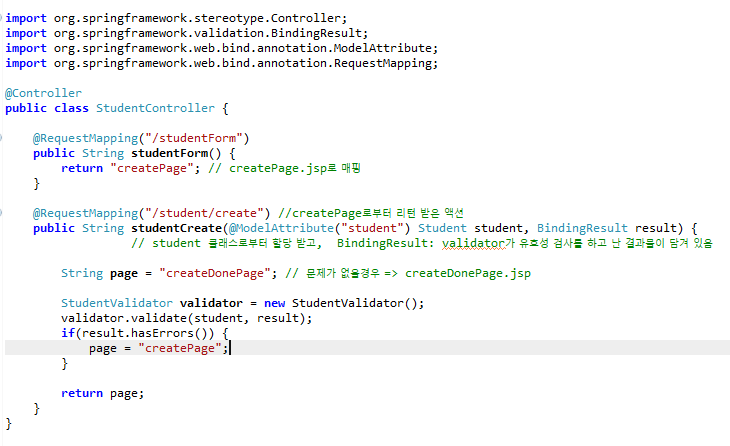 import org.springframework.stereotype.Controller;
import org.springframework.validation.BindingResult;
import org.springframework.web.bind.annotation.ModelAttribute;
import org.springframework.web.bind.annotation.RequestMapping;
@Controller
public class StudentController {
@RequestMapping("/studentForm")
public String studentForm() {
return "createPage"; // createPage.jsp로 매핑
}
@RequestMapping("/student/create") //createPage로부터 리턴 받은 액션
public String studentCreate(@ModelAttribute("student") Student student, BindingResult result) {
// student 클래스로부터 할당 받고,  BindingResult: validator가 유효성 검사를 하고 난 결과물이 담겨 있음
String page = "createDonePage"; // 문제가 없을경우 => createDonePage.jsp
StudentValidator validator = new StudentValidator();
validator.validate(student, result);
if(result.hasErrors()) {
page = "createPage";
}
return page;
}
}